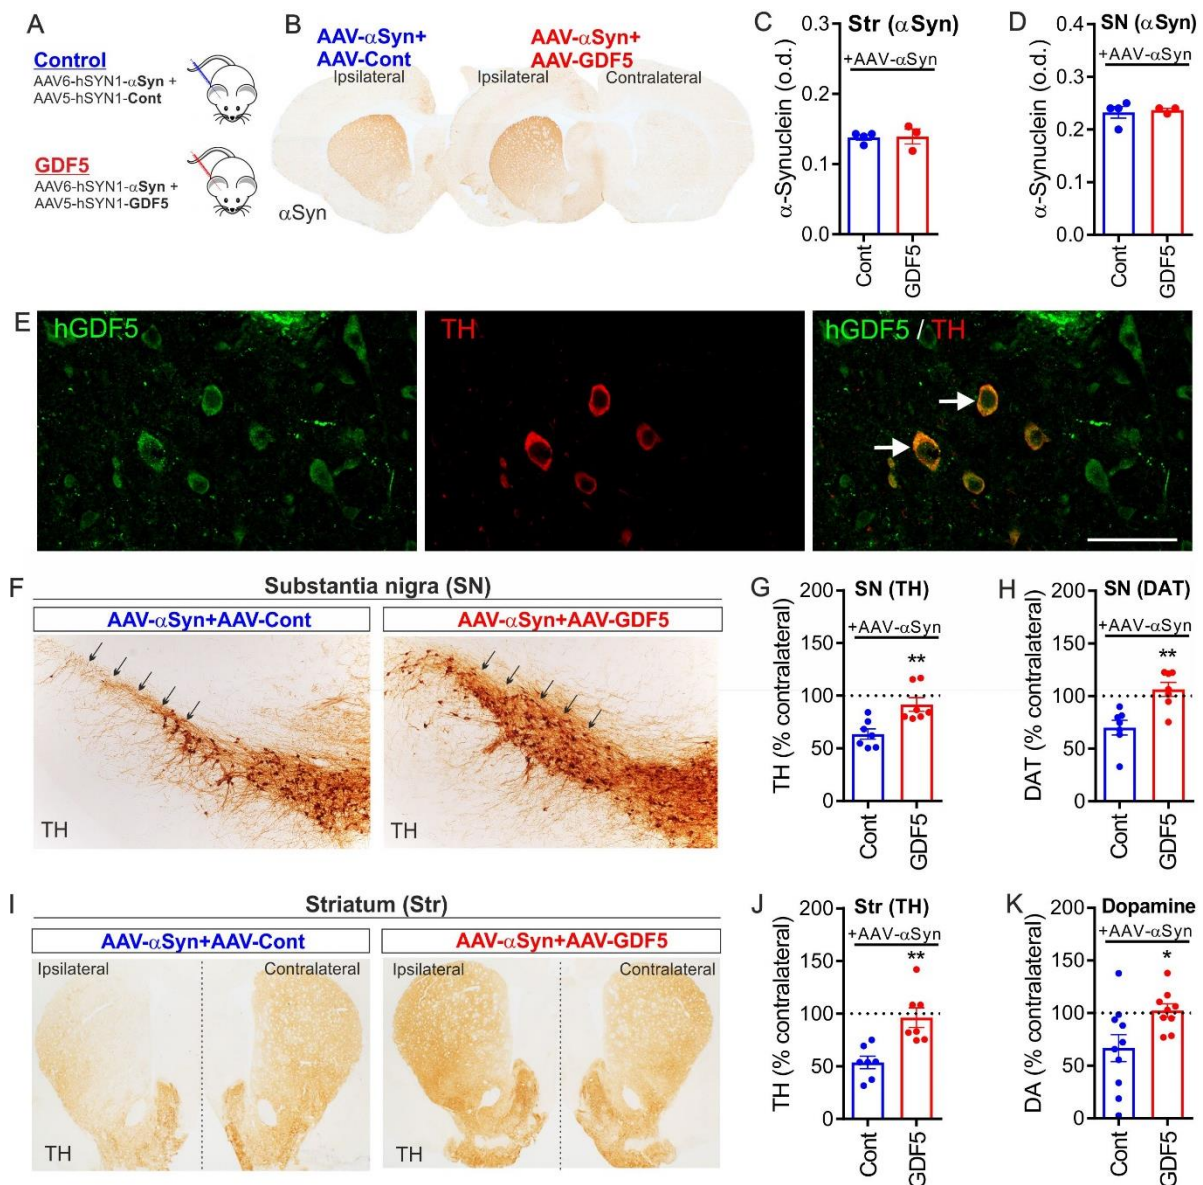 A
Control
AAV6-hSYN1-αSyn +
AAV5-hSYN1-Cont
GDF5
AAV6-hSYN1-αSyn +
AAV5-hSYN1-GDF5
B
AAV-αSyn+
AAV-Cont
AAV-αSyn+
AAV-GDF5
Ipsilateral
Ipsilateral
Contralateral
αSyn
C
Str (αSyn)
+AAV-αSyn
α-Synuclein (o.d.)
0.3
0.2
0.1
0.0
Cont
GDF5
D
SN (αSyn)
+AAV-αSyn
α-Synuclein (o.d.)
0.4
0.3
0.2
0.1
0.0
Cont
GDF5
E
hGDF5
TH
hGDF5 / TH
F
Substantia nigra (SN)
AAV-αSyn+AAV-Cont
AAV-αSyn+AAV-GDF5
TH
TH
G
SN (TH)
+AAV-αSyn
**
TH (% contralateral)
200
150
100
50
0
Cont
GDF5
H
SN (DAT)
+AAV-αSyn
**
DAT (% contralateral)
200
150
100
50
0
Cont
GDF5
I
Striatum (Str)
AAV-αSyn+AAV-Cont
AAV-αSyn+AAV-GDF5
Ipsilateral
Contralateral
Ipsilateral
Contralateral
TH
TH
J
Str (TH)
+AAV-αSyn
**
TH (% contralateral)
200
150
100
50
0
Cont
GDF5
K
Dopamine
+AAV-αSyn
*
DA (% contralateral)
200
150
100
50
0
Cont
GDF5